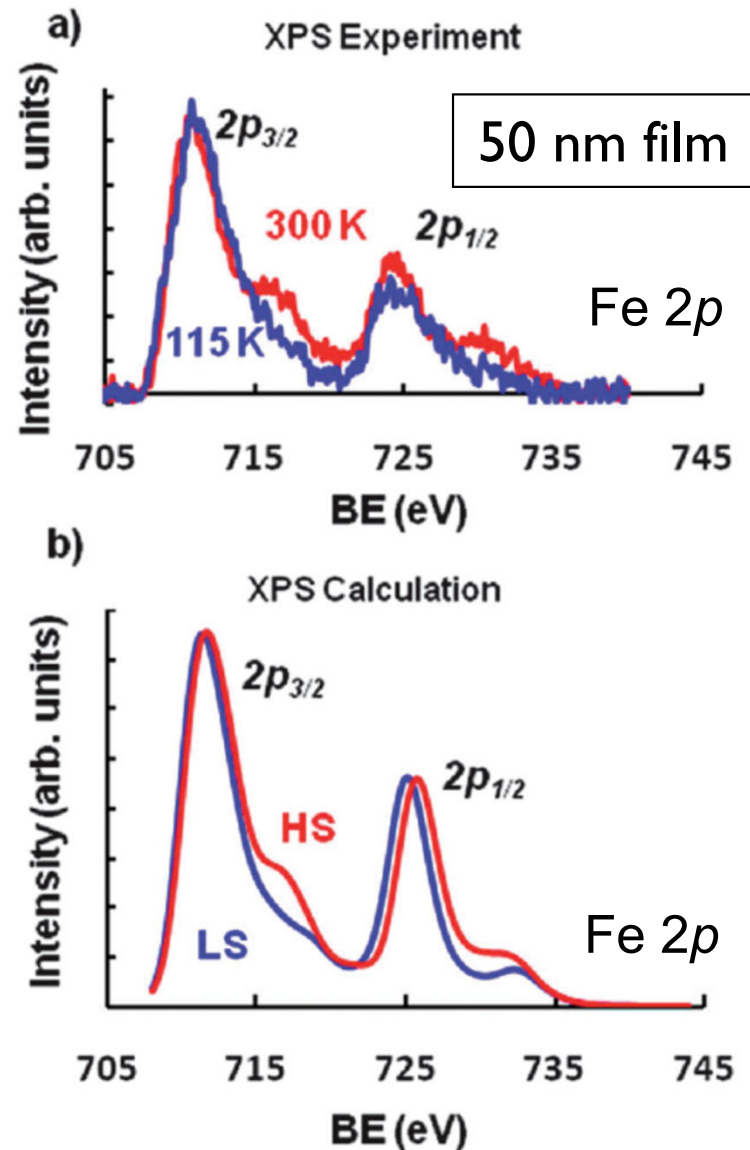 a)
XPS Experiment
50 nm film
2p3/2
300 K
2p1/2
Fe 2p
115 K
Intensity (arb. units)
705 715 725 735 745
BE (eV)
b)
XPS Calculation
2p3/2
2p1/2
HS
LS
Fe 2p
Intensity (arb. units)
705 715 725 735 745
BE (eV)